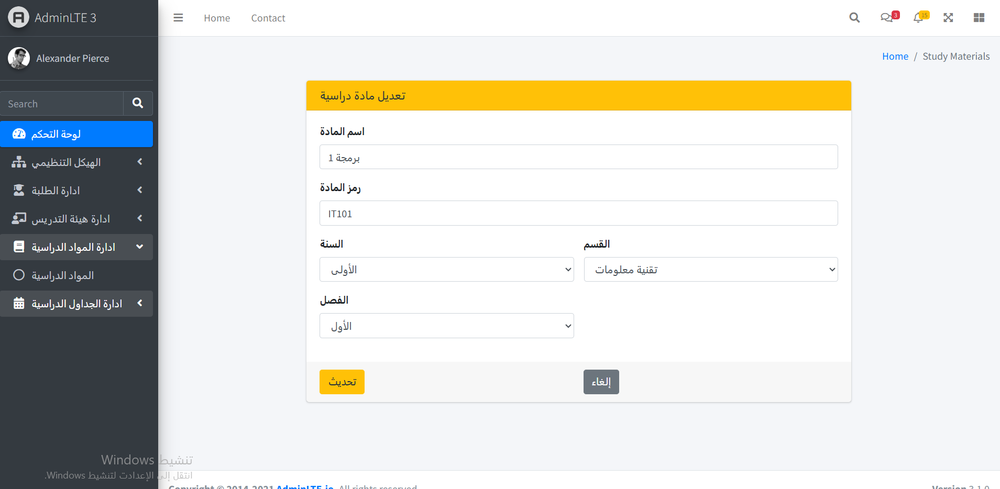 AdminLTE 3
Home
Contact
3
15
Alexander Pierce
Home / Study Materials
Search
لوحة التحكم
الهيكل التنظيمي
ادارة الطلبة
ادارة هيئة التدريس
ادارة المواد الدراسية
المواد الدراسية
ادارة الجداول الدراسية
تعديل مادة دراسية
اسم المادة
برمجة 1
رمز المادة
IT101
السنة
القسم
الأولى
تقنية معلومات
الفصل
الأول
تحديث
إلغاء
تنشيط Windows
انتقل إلى الإعدادت لتنشيط Windows.
Copyright © 2014-2021 AdminLTE.io. All rights reserved.
Version 3.1.0